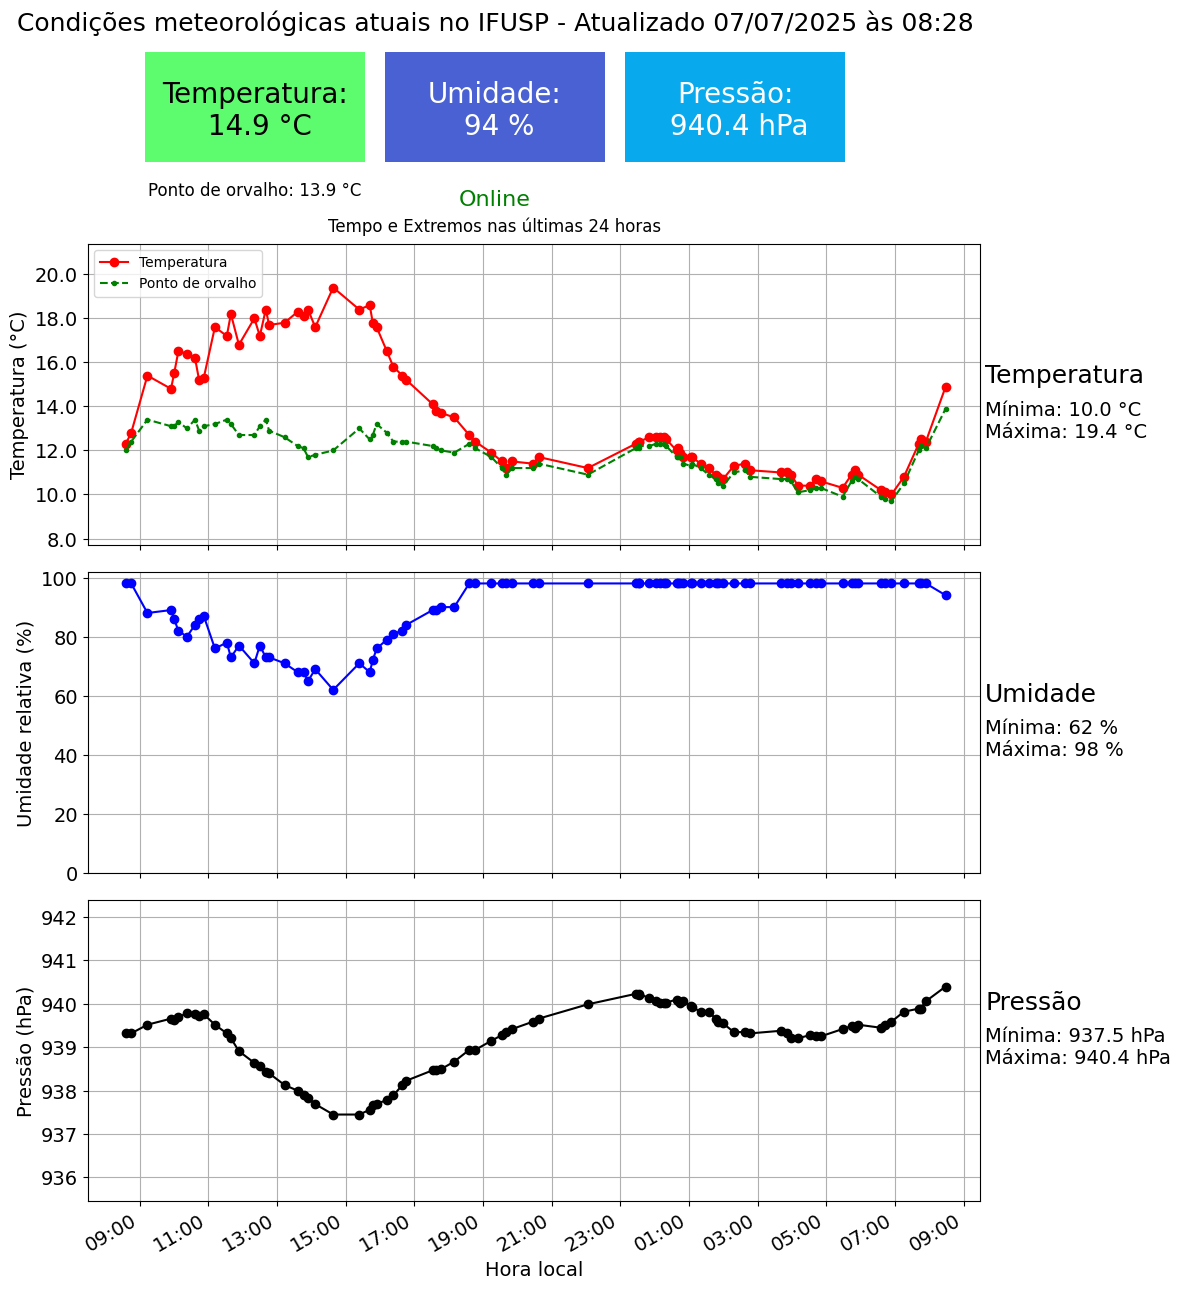 Condições meteorológicas atuais no IFUSP - Atualizado 07/07/2025 às 08:28
Temperatura:
14.9 °C
Umidade:
94 %
Pressão:
940.4 hPa
Ponto de orvalho: 13.9 °C
Online
Tempo e Extremos nas últimas 24 horas
Temperatura
Ponto de orvalho
Temperatura (°C)
20.0
18.0
16.0
14.0
12.0
10.0
8.0
Temperatura
Mínima: 10.0 °C
Máxima: 19.4 °C
Umidade relativa (%)
100
80
60
40
20
0
Umidade
Mínima: 62 %
Máxima: 98 %
Pressão (hPa)
942
941
940
939
938
937
936
Pressão
Mínima: 937.5 hPa
Máxima: 940.4 hPa
09:00 11:00 13:00 15:00 17:00 19:00 21:00 23:00 01:00 03:00 05:00 07:00 09:00
Hora local